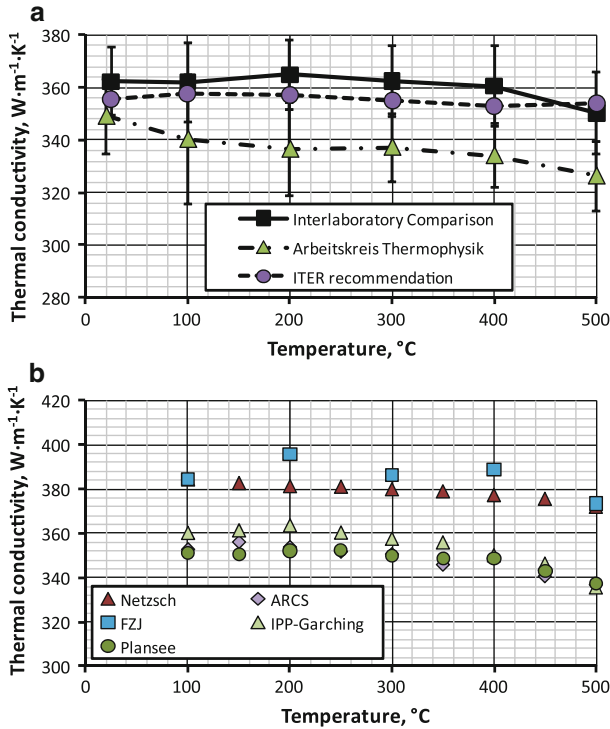 a
Thermal conductivity, W·m-1·K-1
380
360
340
320
300
280
Interlaboratory Comparison
Arbeitskreis Thermophysik
ITER recommendation
0 100 200 300 400 500
Temperature, °C
b
Thermal conductivity, W·m-1·K-1
420
400
380
360
340
320
300
Netzsch ARCS
FZJ IPP-Garching
Plansee
0 100 200 300 400 500
Temperature, °C